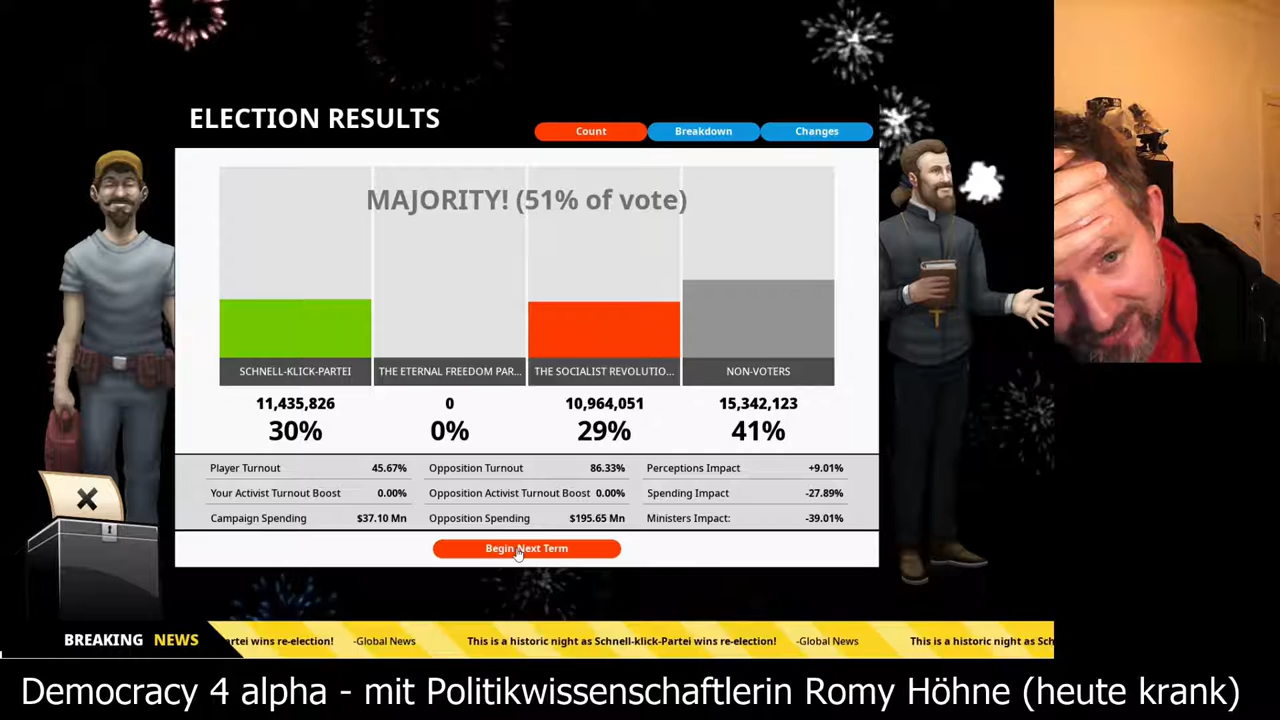 ELECTION RESULTS
Count
Breakdown
Changes
MAJORITY! (51% of vote)
SCHNELL-KLICK-PARTEI
THE ETERNAL FREEDOM PAR...
THE SOCIALIST REVOLUTIO...
NON-VOTERS
11,435,826
0
10,964,051
15,342,123
30%
0%
29%
41%
Player Turnout 45.67%
Opposition Turnout 86.33%
Perceptions Impact +9.01%
Your Activist Turnout Boost 0.00%
Opposition Activist Turnout Boost 0.00%
Spending Impact -27.89%
Campaign Spending $37.10 Mn
Opposition Spending $195.65 Mn
Ministers Impact: -39.01%
Begin Next Term
BREAKING NEWS
artei wins re-election! -Global News This is a historic night as Schnell-klick-Partei wins re-election! -Global News This is a historic night as Sch
Democracy 4 alpha - mit Politikwissenschaftlerin Romy Höhne (heute krank)